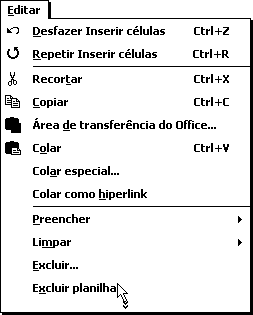 Editar
Desfazer Inserir células Ctrl+Z
Repetir Inserir células Ctrl+R
Recortar Ctrl+X
Copiar Ctrl+C
Área de transferência do Office...
Colar Ctrl+V
Colar especial...
Colar como hiperlink
Preencher
Limpar
Excluir...
Excluir planilha